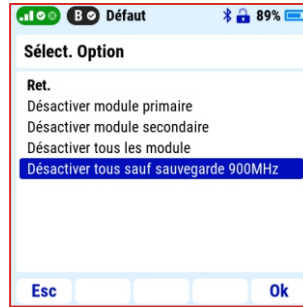 B Défaut 89%
Sélect. Option
Ret.
Désactiver module primaire
Désactiver module secondaire
Désactiver tous les module
Désactiver tous sauf sauvegarde 900MHz
Esc Ok